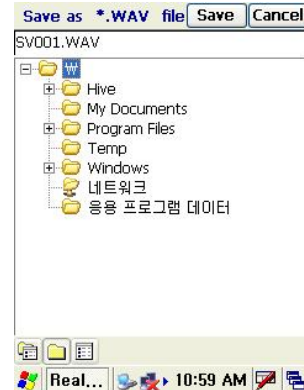 Save as *.WAV file Save Cancel
SV001.WAV
₩
Hive
My Documents
Program Files
Temp
Windows
네트워크
응용 프로그램 데이터
Real... 10:59 AM